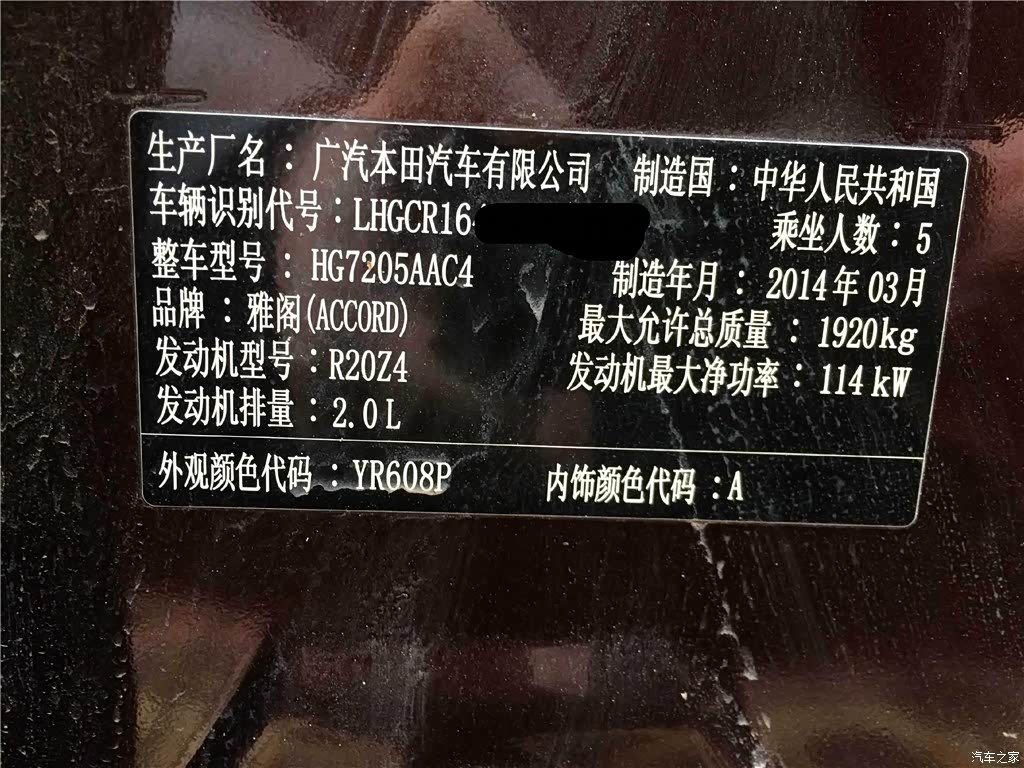 生产厂名：广汽本田汽车有限公司 制造国：中华人民共和国
车辆识别代号：LHGCR16 乘坐人数：5
整车型号：HG7205AAC4 制造年月：2014年03月
品牌：雅阁(ACCORD) 最大允许总质量：1920kg
发动机型号：R20Z4 发动机最大净功率：114kW
发动机排量：2.0L
外观颜色代码：YR608P 内饰颜色代码：A
汽车之家